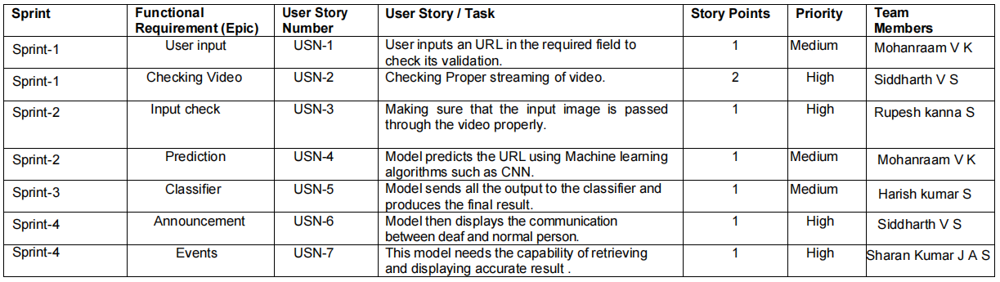 Sprint Functional Requirement (Epic) User Story Number User Story / Task Story Points Priority Team Members
Sprint-1 User input USN-1 User inputs an URL in the required field to check its validation. 1 Medium Mohanraam V K
Sprint-1 Checking Video USN-2 Checking Proper streaming of video. 2 High Siddharth V S
Sprint-2 Input check USN-3 Making sure that the input image is passed through the video properly. 1 High Rupesh kanna S
Sprint-2 Prediction USN-4 Model predicts the URL using Machine learning algorithms such as CNN. 1 Medium Mohanraam V K
Sprint-3 Classifier USN-5 Model sends all the output to the classifier and produces the final result. 1 Medium Harish kumar S
Sprint-4 Announcement USN-6 Model then displays the communication between deaf and normal person. 1 High Siddharth V S
Sprint-4 Events USN-7 This model needs the capability of retrieving and displaying accurate result . 1 High Sharan Kumar J A S